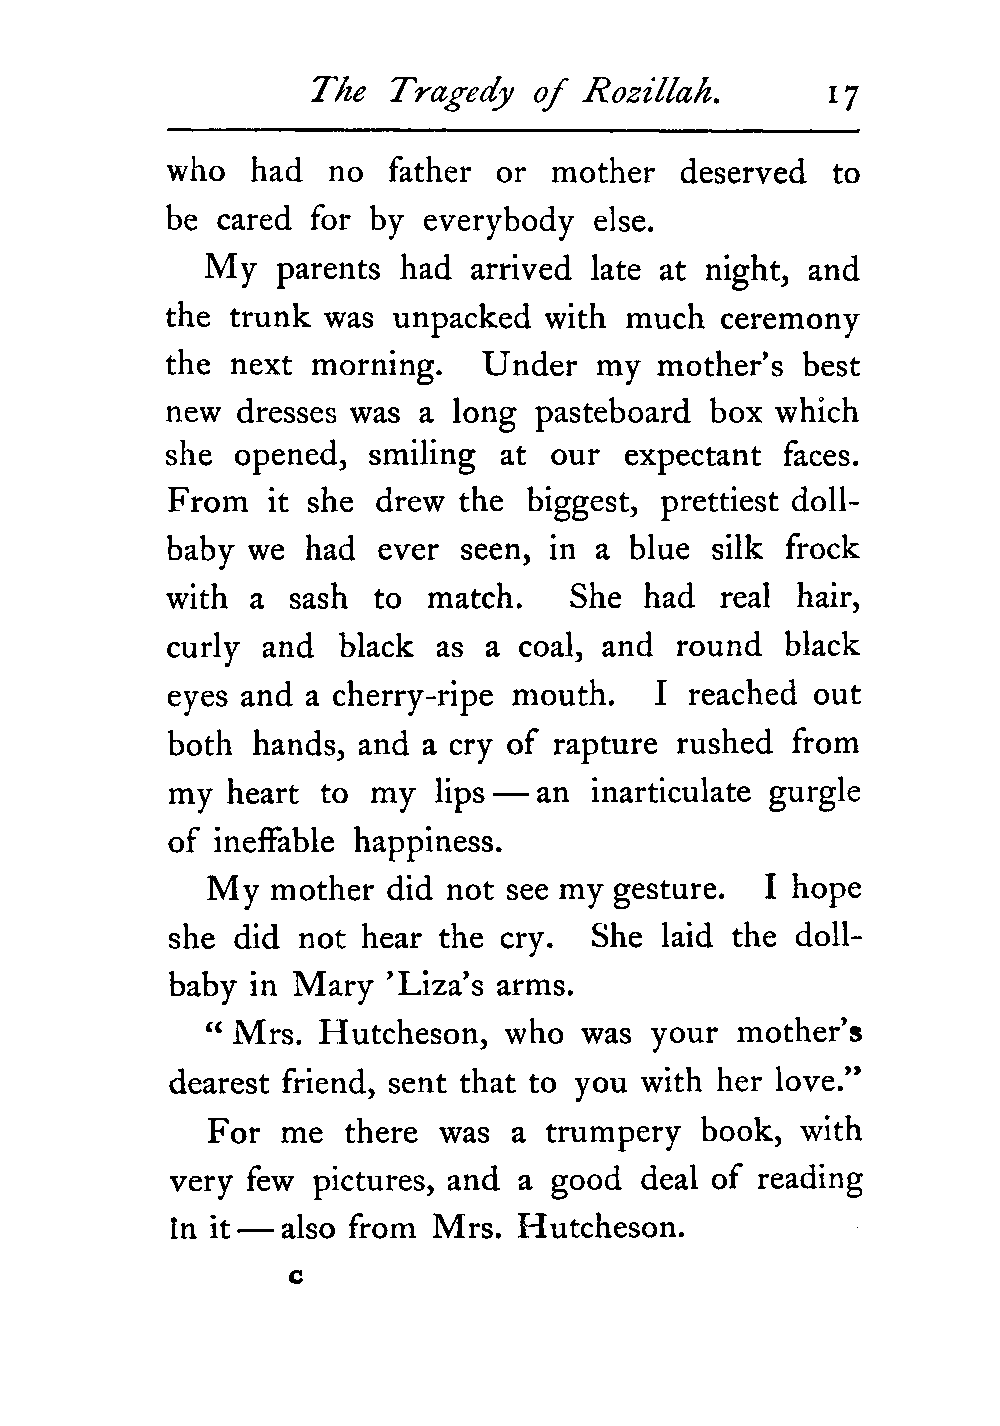 The Tragedy of Rozillah. 17
who had no father or mother deserved to
be cared for by everybody else.
My parents had arrived late at night, and
the trunk was unpacked with much ceremony
the next morning. Under my mother's best
new dresses was a long pasteboard box which
she opened, smiling at our expectant faces.
From it she drew the biggest, prettiest doll-
baby we had ever seen, in a blue silk frock
with a sash to match. She had real hair,
curly and black as a coal, and round black
eyes and a cherry-ripe mouth. I reached out
both hands, and a cry of rapture rushed from
my heart to my lips — an inarticulate gurgle
of ineffable happiness.
My mother did not see my gesture. I hope
she did not hear the cry. She laid the doll-
baby in Mary 'Liza's arms.
“ Mrs. Hutcheson, who was your mother's
dearest friend, sent that to you with her love.”
For me there was a trumpery book, with
very few pictures, and a good deal of reading
in it — also from Mrs. Hutcheson.
C